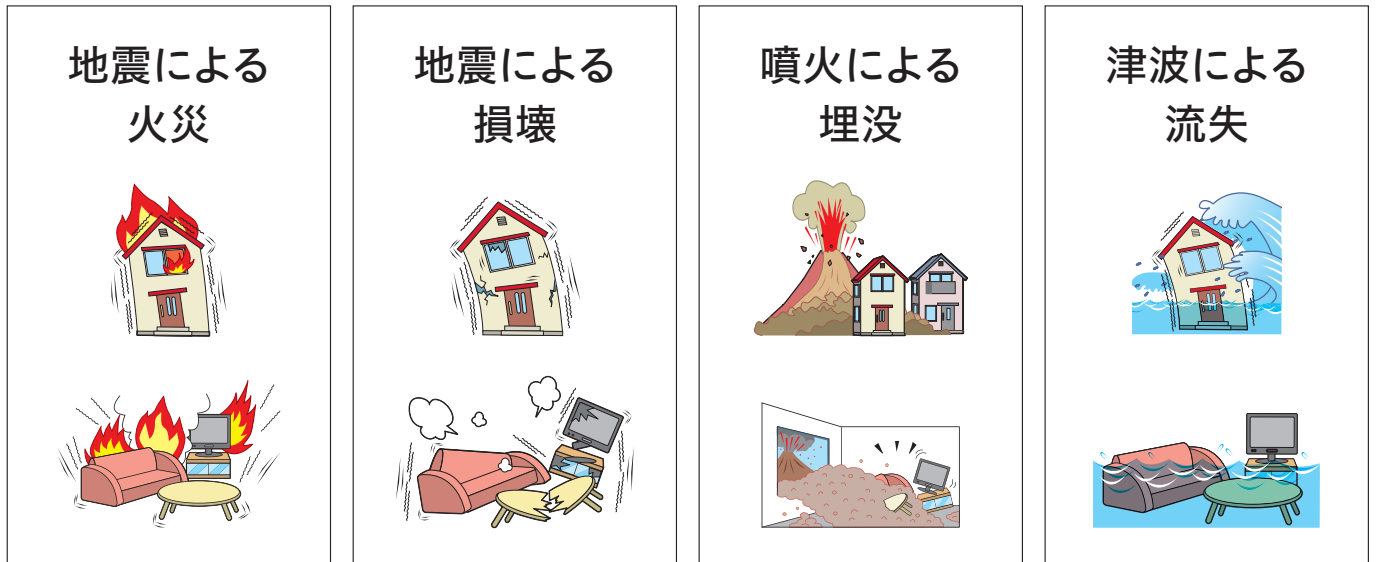 地震による
火災
地震による
損壊
噴火による
埋没
津波による
流失